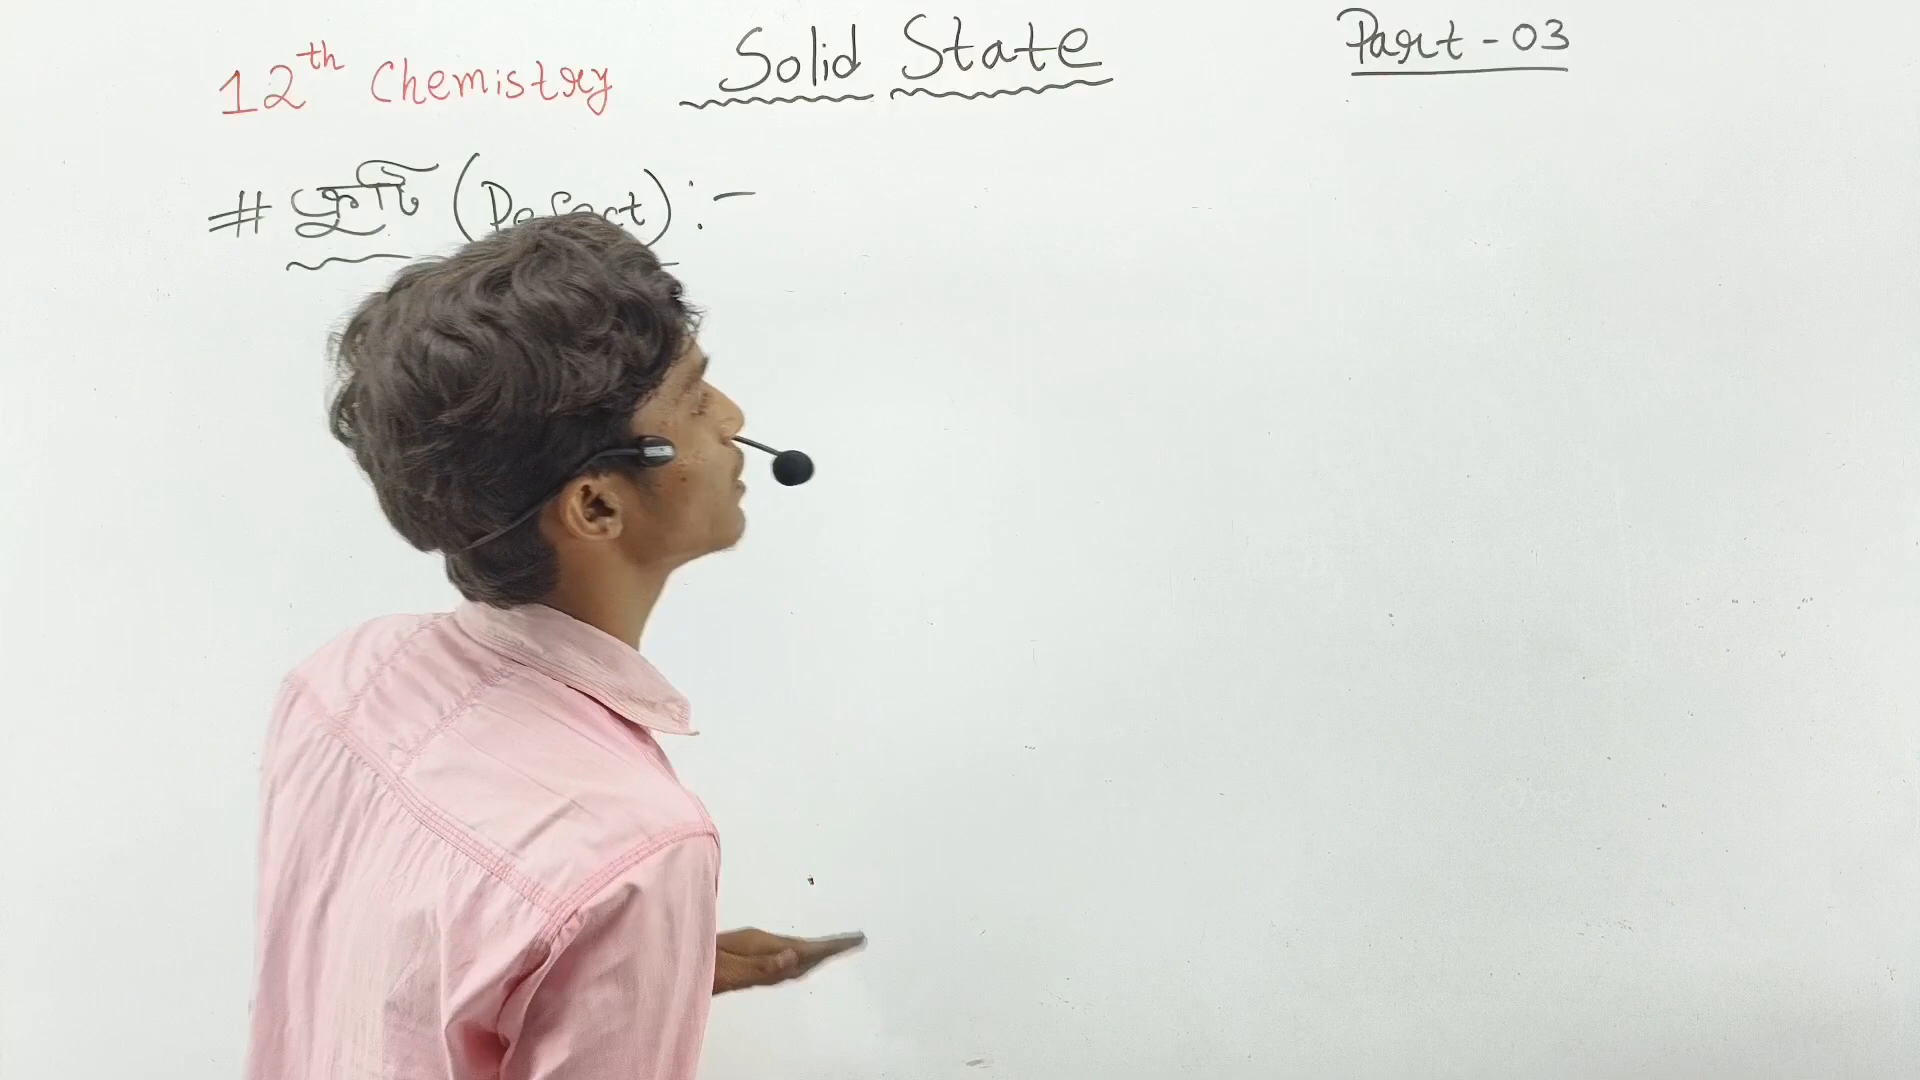 12th Chemistry Solid State Part-03
# त्रुटि (Defect) :-